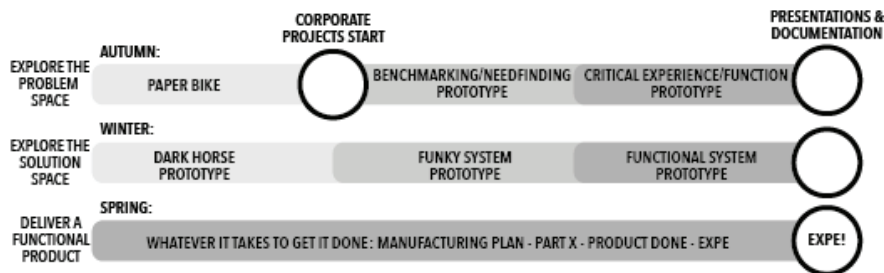 CORPORATE
PROJECTS START
PRESENTATIONS &
DOCUMENTATION
AUTUMN:
EXPLORE THE
PROBLEM
SPACE
PAPER BIKE
BENCHMARKING/NEEDFINDING
PROTOTYPE
CRITICAL EXPERIENCE/FUNCTION
PROTOTYPE
WINTER:
EXPLORE THE
SOLUTION
SPACE
DARK HORSE
PROTOTYPE
FUNKY SYSTEM
PROTOTYPE
FUNCTIONAL SYSTEM
PROTOTYPE
SPRING:
DELIVER A
FUNCTIONAL
PRODUCT
WHATEVER IT TAKES TO GET IT DONE: MANUFACTURING PLAN - PART X - PRODUCT DONE - EXPE
EXPE!